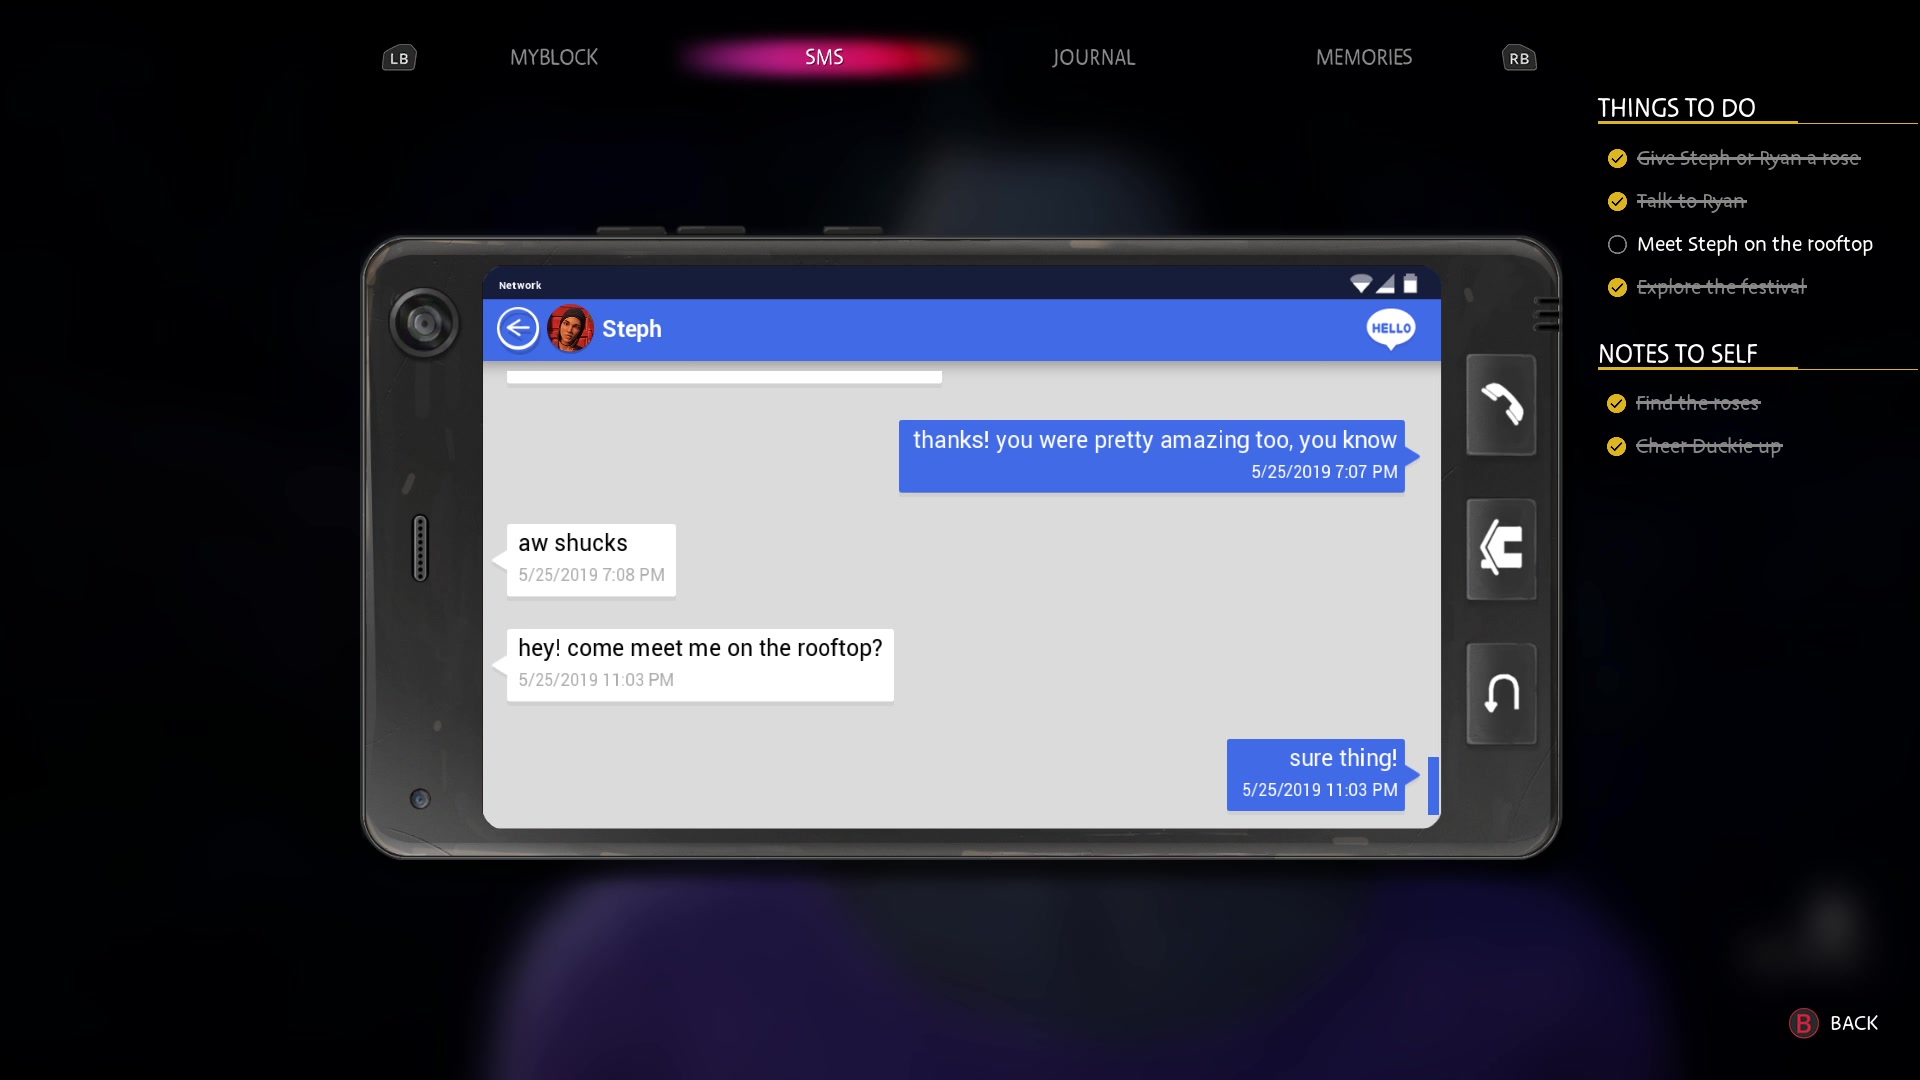 LB
MYBLOCK
SMS
JOURNAL
MEMORIES
RB
THINGS TO DO
Give Steph or Ryan a rose
Talk to Ryan
Meet Steph on the rooftop
Explore the festival
NOTES TO SELF
Find the roses
Cheer Duckie up
Network
Steph
HELLO
thanks! you were pretty amazing too, you know
5/25/2019 7:07 PM
aw shucks
5/25/2019 7:08 PM
hey! come meet me on the rooftop?
5/25/2019 11:03 PM
sure thing!
5/25/2019 11:03 PM
B BACK